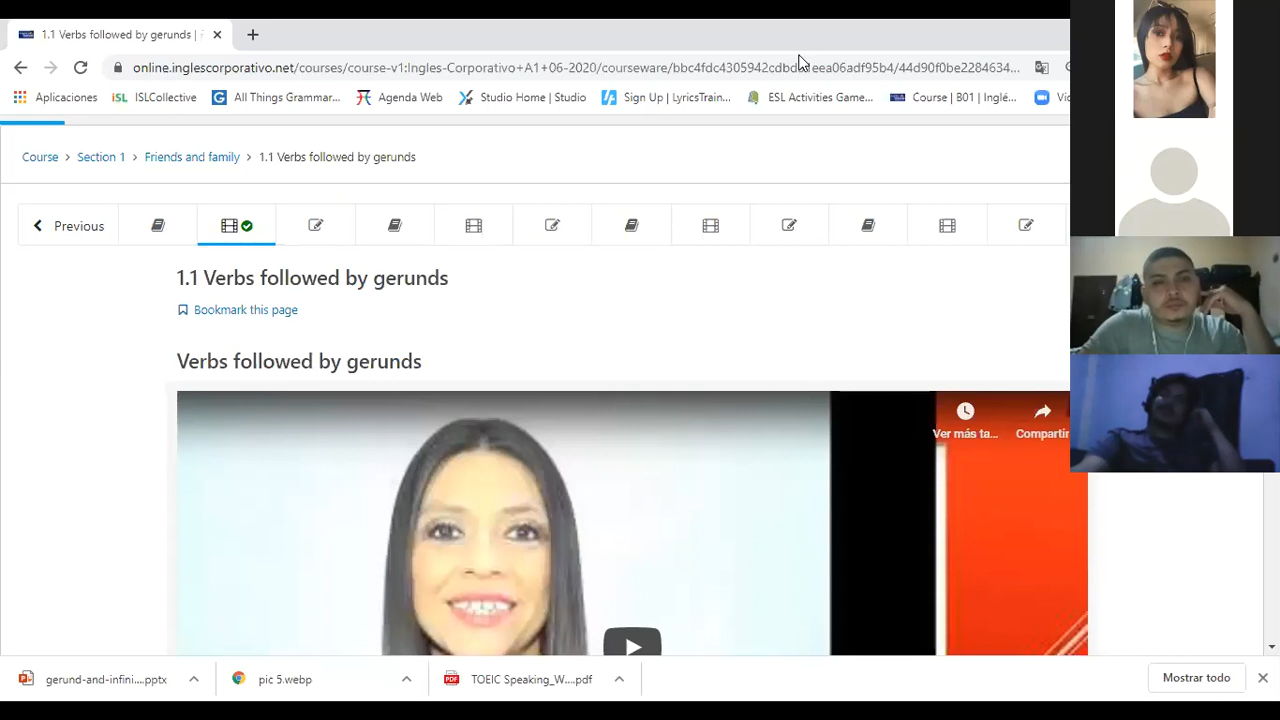 1.1 Verbs followed by gerunds |
online.inglescorporativo.net/courses/course-v1:Ingles-Corporativo+A1+06-2020/courseware/
Aplicaciones ISLCollective All Things Grammar... Agenda Web Studio Home | Studio Sign Up | LyricsTrain... ESL Activities Game... Course | B01 | Inglé...
Course > Section 1 > Friends and family > 1.1 Verbs followed by gerunds
Previous
1.1 Verbs followed by gerunds
Bookmark this page
Verbs followed by gerunds
Ver más ta... Compartir
gerund-and-infini....pptx pic 5.webp TOEIC Speaking_W....pdf Mostrar todo